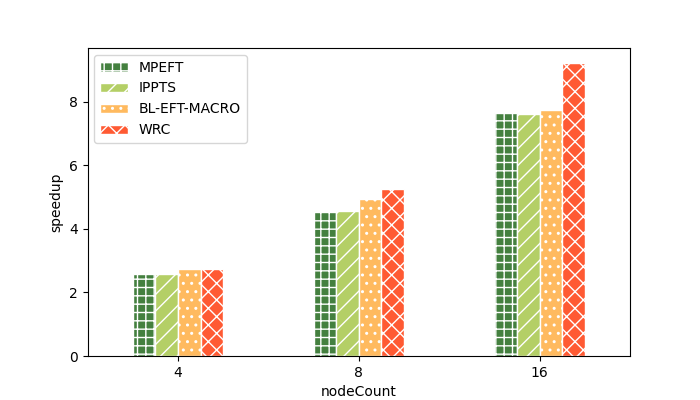 MPEFT
IPPTS
BL-EFT-MACRO
WRC
speedup
8
6
4
2
0
4 8 16
nodeCount